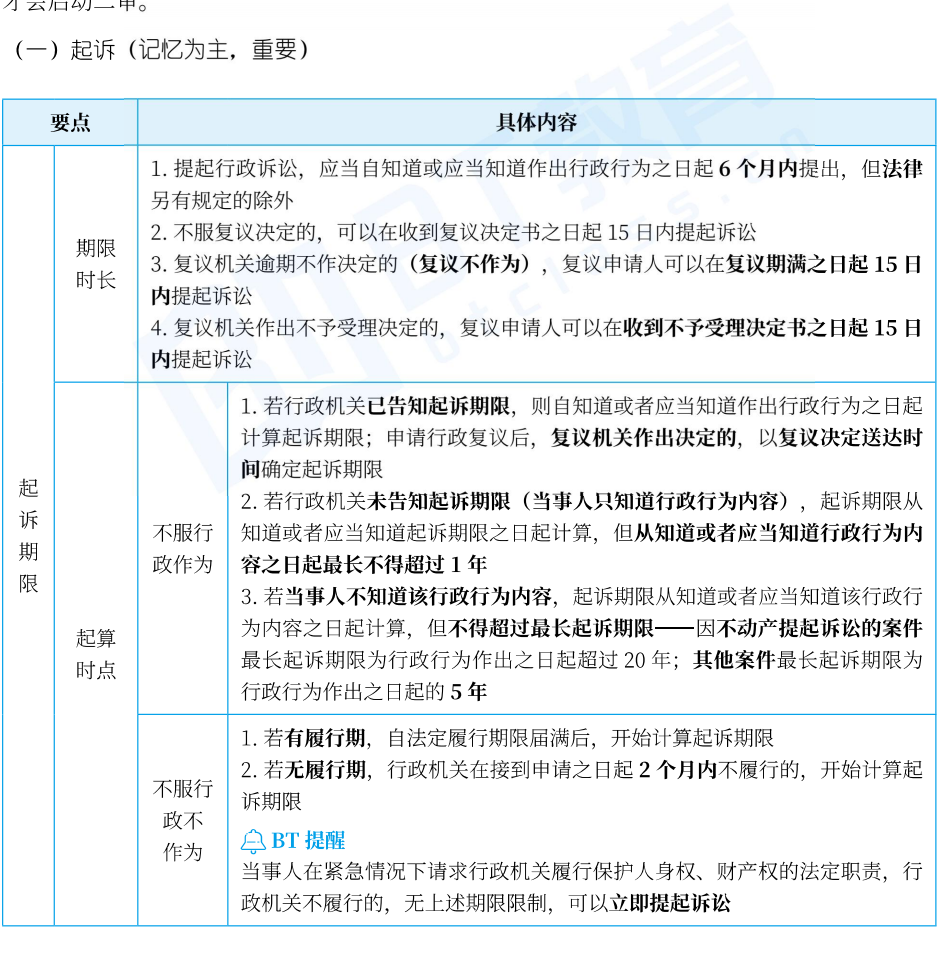 才会启动二审。
（一）起诉（记忆为主，重要）
要点
具体内容
起
诉
期
限
期限
时长
1. 提起行政诉讼，应当自知道或应当知道作出行政行为之日起 6 个月内提出，但法律
另有规定的除外
2. 不服复议决定的，可以在收到复议决定书之日起 15 日内提起诉讼
3. 复议机关逾期不作决定的（复议不作为），复议申请人可以在复议期满之日起 15 日
内提起诉讼
4. 复议机关作出不予受理决定的，复议申请人可以在收到不予受理决定书之日起 15 日
内提起诉讼
起算
时点
不服行
政作为
1. 若行政机关已告知起诉期限，则自知道或者应当知道作出行政行为之日起
计算起诉期限；申请行政复议后，复议机关作出决定的，以复议决定送达时
间确定起诉期限
2. 若行政机关未告知起诉期限（当事人只知道行政行为内容），起诉期限从
知道或者应当知道起诉期限之日起计算，但从知道或者应当知道行政行为内
容之日起最长不得超过 1 年
3. 若当事人不知道该行政行为内容，起诉期限从知道或者应当知道该行政行
为内容之日起计算，但不得超过最长起诉期限——因不动产提起诉讼的案件
最长起诉期限为行政行为作出之日起超过 20 年；其他案件最长起诉期限为
行政行为作出之日起的 5 年
不服行
政不
作为
1. 若有履行期，自法定履行期限届满后，开始计算起诉期限
2. 若无履行期，行政机关在接到申请之日起 2 个月内不履行的，开始计算起
诉期限
BT 提醒
当事人在紧急情况下请求行政机关履行保护人身权、财产权的法定职责，行
政机关不履行的，无上述期限限制，可以立即提起诉讼
BT教育